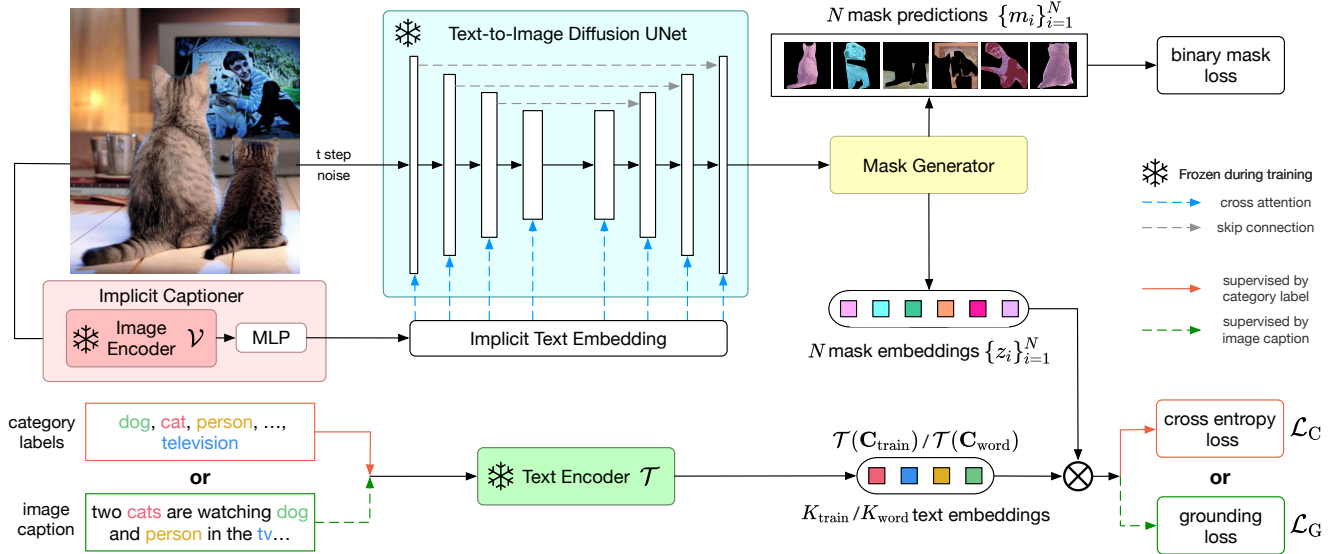 N mask predictions {m_i}_{i=1}^N
Text-to-Image Diffusion UNet
binary mask
loss
t step
noise
Mask Generator
Frozen during training
cross attention
skip connection
Implicit Captioner
Image
Encoder 𝒱
MLP
Implicit Text Embedding
supervised by
category label
supervised by
image caption
N mask embeddings {z_i}_{i=1}^N
category
labels
dog, cat, person, …,
television
or
image
caption
two cats are watching dog
and person in the tv…
Text Encoder 𝒯
𝒯(C_train) / 𝒯(C_word)
K_train / K_word text embeddings
cross entropy
loss
ℒ_C
or
grounding
loss
ℒ_G